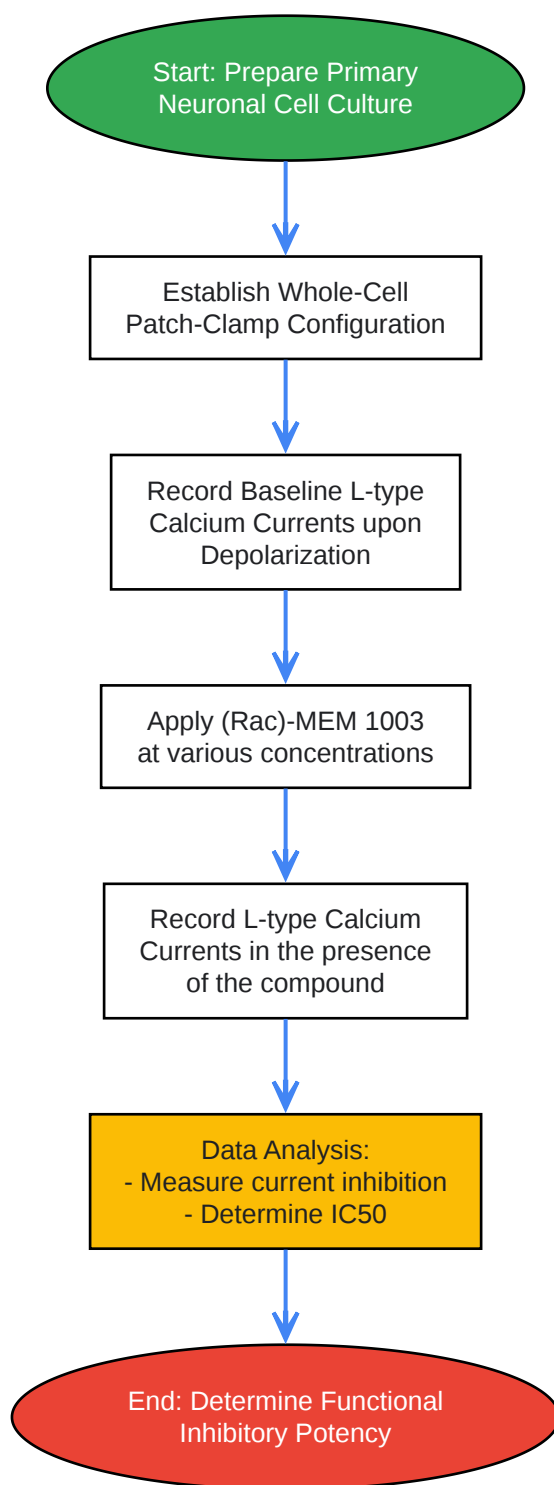 Start: Prepare Primary
Neuronal Cell Culture
Establish Whole-Cell
Patch-Clamp Configuration
Record Baseline L-type
Calcium Currents upon
Depolarization
Apply (Rac)-MEM 1003
at various concentrations
Record L-type Calcium
Currents in the presence
of the compound
Data Analysis:
- Measure current inhibition
- Determine IC50
End: Determine Functional
Inhibitory Potency